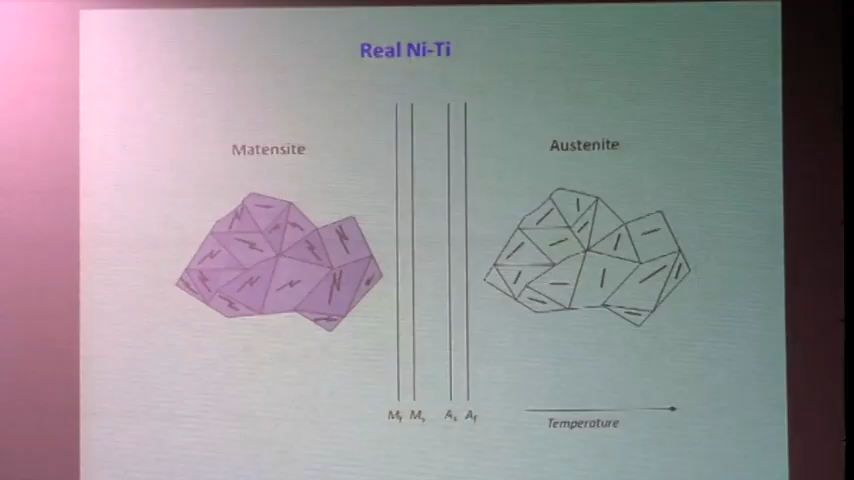 Real Ni-Ti
Matensite
Austenite
Mf Ms As Af
Temperature